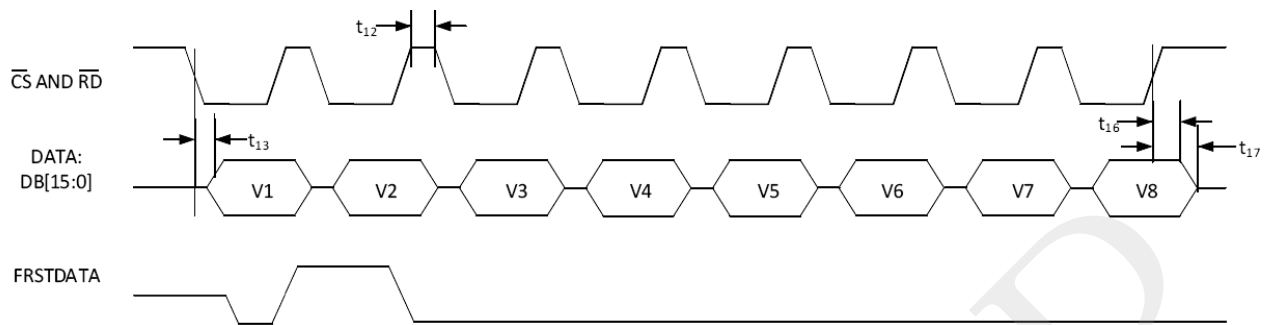 t12
CS AND RD
t13
t16
t17
DATA:
DB[15:0]
V1 V2 V3 V4 V5 V6 V7 V8
FRSTDATA